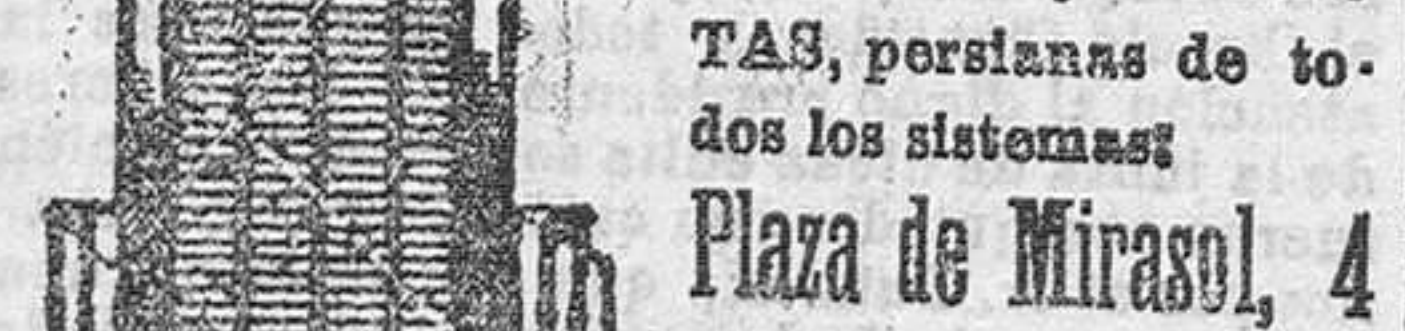 TAS, persianas de to-
dos los sistemas;
Plaza de Mirasol, 4